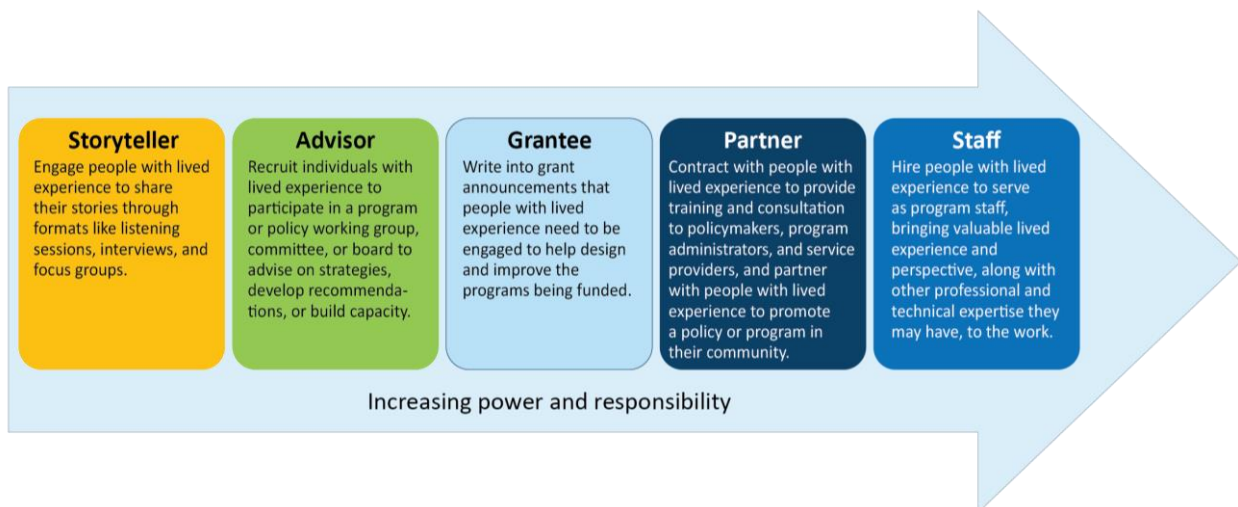 Storyteller
Engage people with lived
experience to share
their stories through
formats like listening
sessions, interviews, and
focus groups.
Advisor
Recruit individuals with
lived experience to
participate in a program
or policy working group,
committee, or board to
advise on strategies,
develop recommenda-
tions, or build capacity.
Grantee
Write into grant
announcements that
people with lived
experience need to be
engaged to help design
and improve the
programs being funded.
Partner
Contract with people with
lived experience to provide
training and consultation
to policymakers, program
administrators, and service
providers, and partner
with people with lived
experience to promote
a policy or program in
their community.
Staff
Hire people with lived
experience to serve
as program staff,
bringing valuable lived
experience and
perspective, along with
other professional and
technical expertise they
may have, to the work.
Increasing power and responsibility